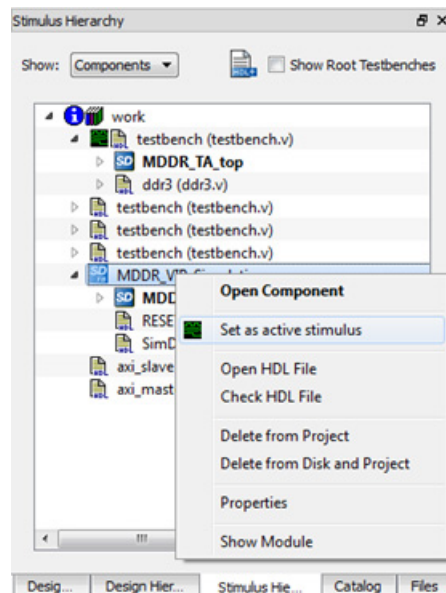 Stimulus Hierarchy
Show: Components Show Root Testbenches
work
testbench (testbench.v)
MDDR_TA_top
ddr3 (ddr3.v)
testbench (testbench.v)
testbench (testbench.v)
testbench (testbench.v)
MDDR_VIP_Simulation
Open Component
Set as active stimulus
Open HDL File
Check HDL File
Delete from Project
Delete from Disk and Project
Properties
Show Module
MDD
RESE
SimD
axi_slave
axi_mast
Desig... Design Hier... Stimulus Hie... Catalog Files